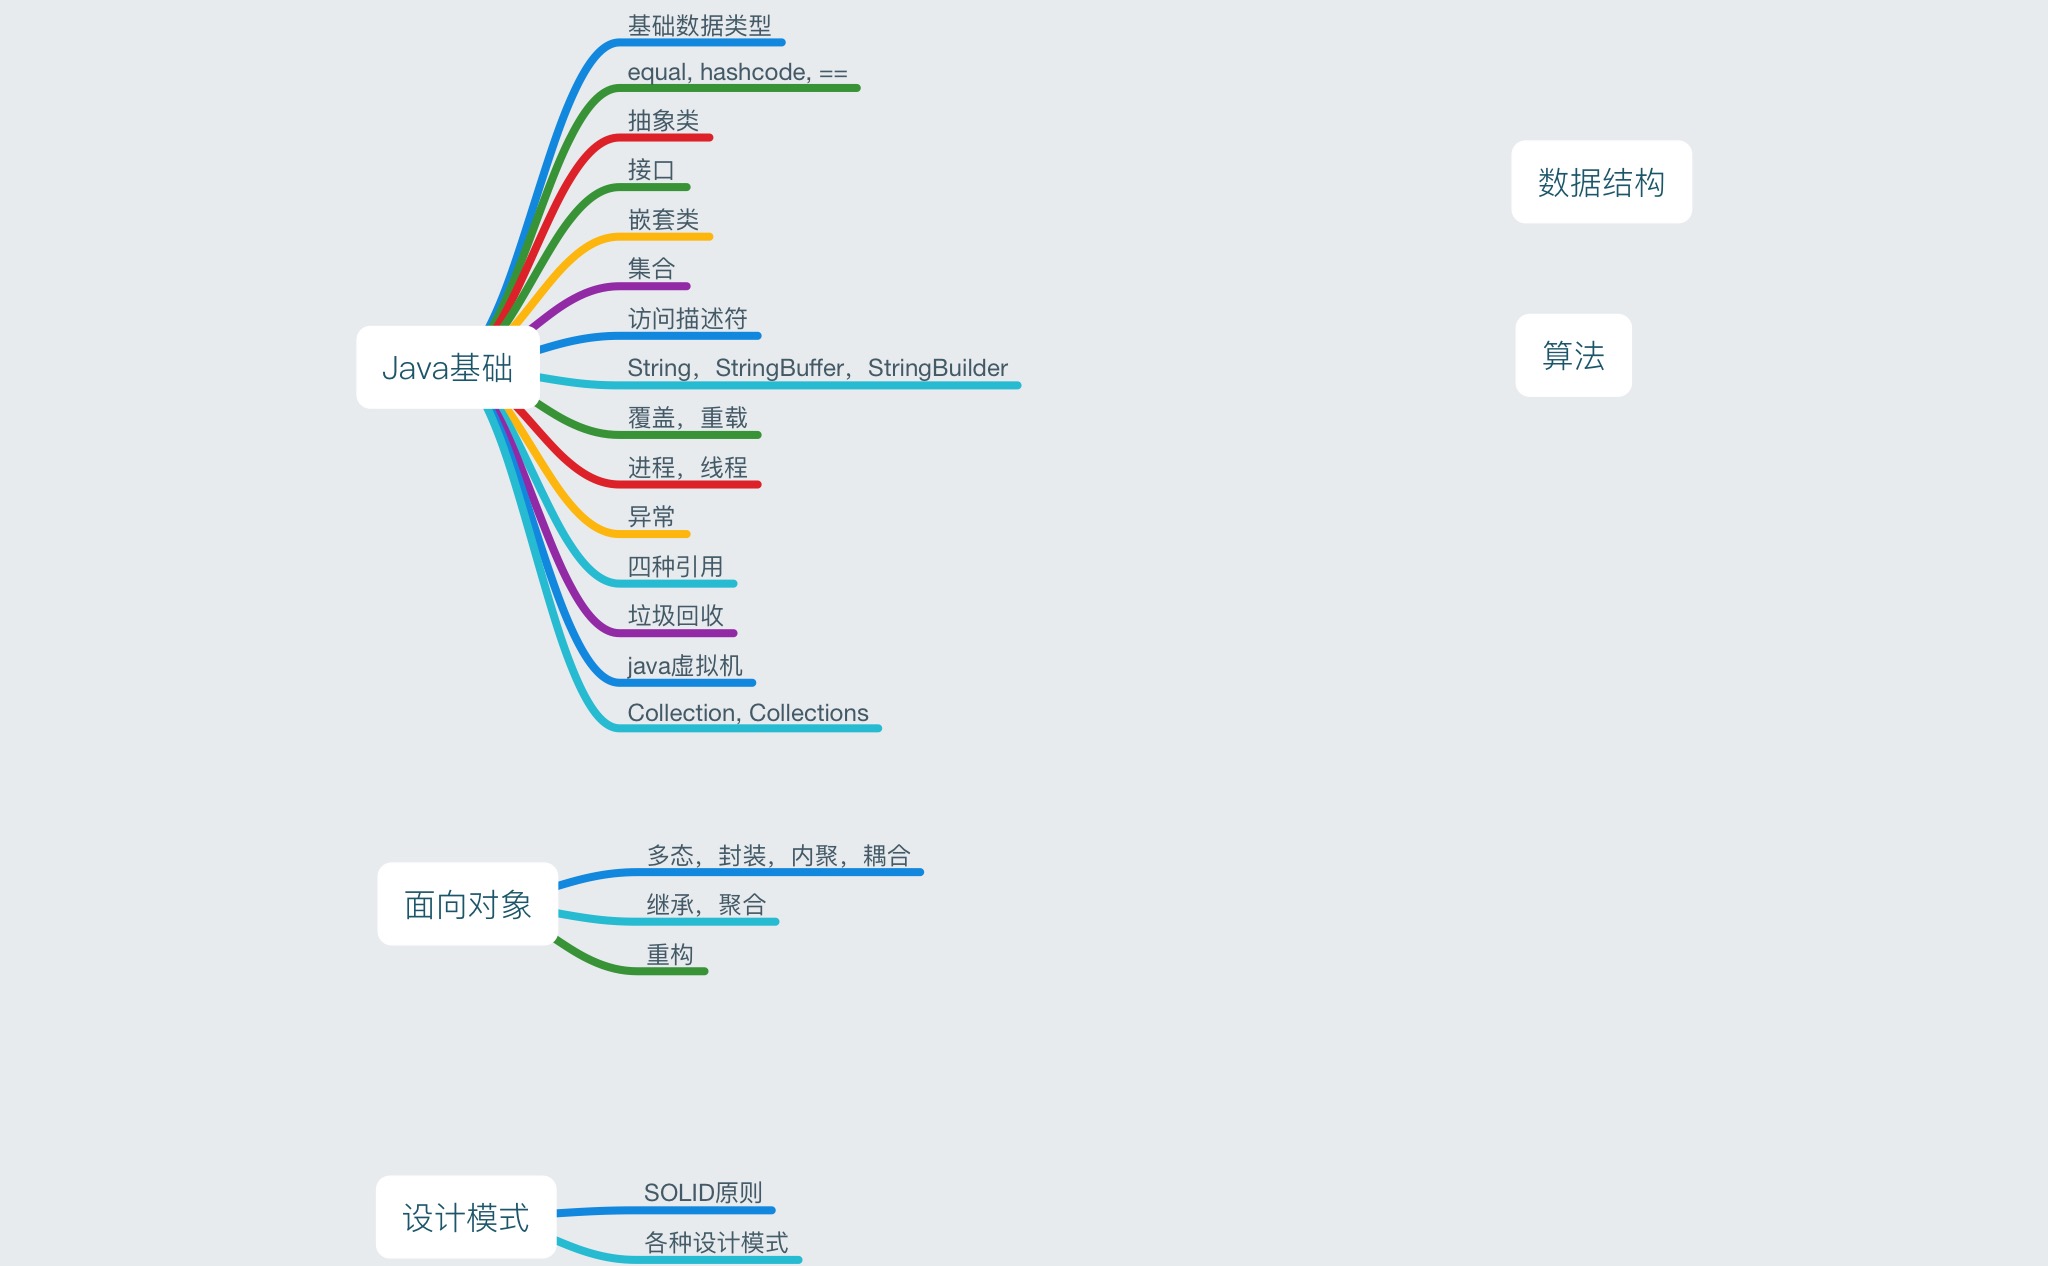 Java基础
基础数据类型
equal, hashcode, ==
抽象类
接口
嵌套类
集合
访问描述符
String，StringBuffer，StringBuilder
覆盖，重载
进程，线程
异常
四种引用
垃圾回收
java虚拟机
Collection, Collections
面向对象
多态，封装，内聚，耦合
继承，聚合
重构
设计模式
SOLID原则
各种设计模式
数据结构
算法